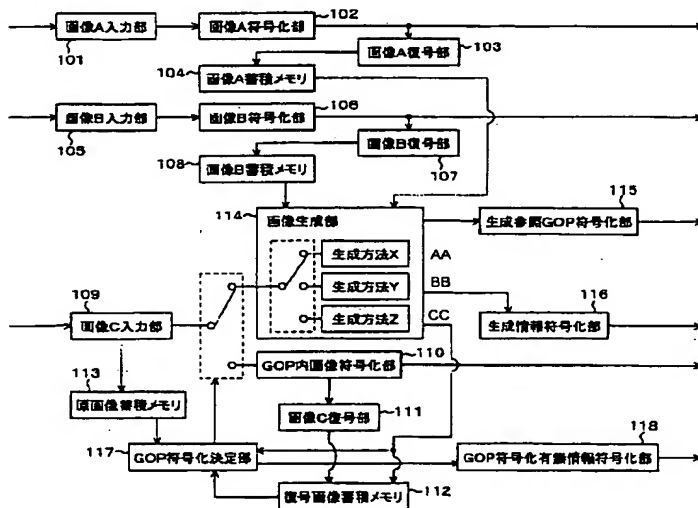 102
画像A入力部
画像A符号化部
101
103
画像A復号部
104
画像A蓄積メモリ
106
画像B入力部
画像B符号化部
105
画像B復号部
108
画像B蓄積メモリ
107
114
画像生成部
115
生成参照GOP符号化部
生成方法X
AA
生成方法Y
BB
109
生成方法Z
CC
116
画像C入力部
生成情報符号化部
110
113
GOP内画像符号化部
原画像蓄積メモリ
111
画像C復号部
118
117
GOP符号化決定部
GOP符号化有無情報符号化部
復号画像蓄積メモリ
112